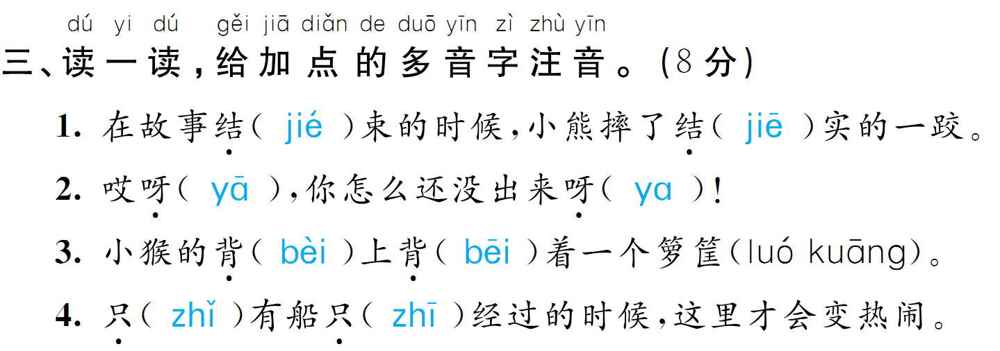 dú yi dú gěi jiā diǎn de duō yīn zì zhù yīn
三、读一读,给加点的多音字注音。(8分)
1. 在故事结( jié )束的时候,小熊摔了结( jiē )实的一跤。
2. 哎呀( yā ),你怎么还没出来呀( ya )!
3. 小猴的背( bèi )上背( bēi )着一个箩筐(luó kuāng)。
4. 只( zhǐ )有船只( zhī )经过的时候,这里才会变热闹。